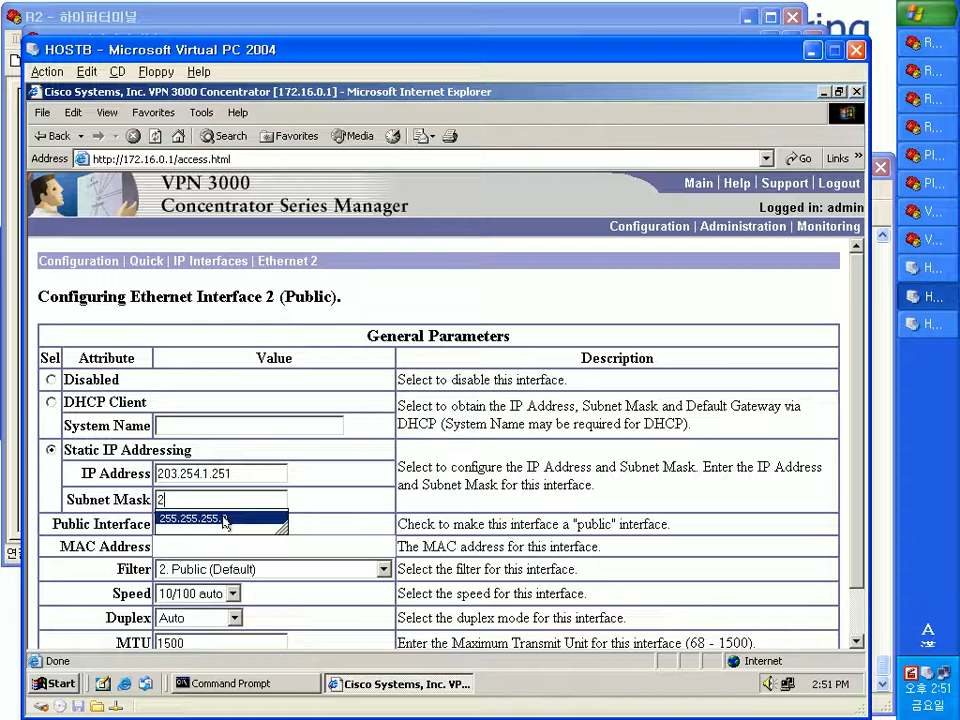 R2 - 하이퍼터미널
HOSTB - Microsoft Virtual PC 2004
Action Edit CD Floppy Help
Cisco Systems, Inc. VPN 3000 Concentrator [172.16.0.1] - Microsoft Internet Explorer
File Edit View Favorites Tools Help
Back Search Favorites Media
Address http://172.16.0.1/access.html Go Links »
VPN 3000
Concentrator Series Manager
Main | Help | Support | Logout
Logged in: admin
Configuration | Administration | Monitoring
Configuration | Quick | IP Interfaces | Ethernet 2
Configuring Ethernet Interface 2 (Public).
General Parameters
Sel Attribute Value Description
Disabled Select to disable this interface.
DHCP Client
System Name
Select to obtain the IP Address, Subnet Mask and Default Gateway via
DHCP (System Name may be required for DHCP).
Static IP Addressing
IP Address 203.254.1.251
Subnet Mask 2
Select to configure the IP Address and Subnet Mask. Enter the IP Address
and Subnet Mask for this interface.
255.255.255.
Public Interface Check to make this interface a "public" interface.
MAC Address The MAC address for this interface.
Filter 2. Public (Default) Select the filter for this interface.
Speed 10/100 auto Select the speed for this interface.
Duplex Auto Select the duplex mode for this interface.
MTU 1500 Enter the Maximum Transmit Unit for this interface (68 - 1500).
Done Internet
Start Command Prompt Cisco Systems, Inc. VP... 2:51 PM
R...
R...
R...
R...
Pl...
Pl...
V...
V...
H...
H...
H...
A
오후 2:51
금요일